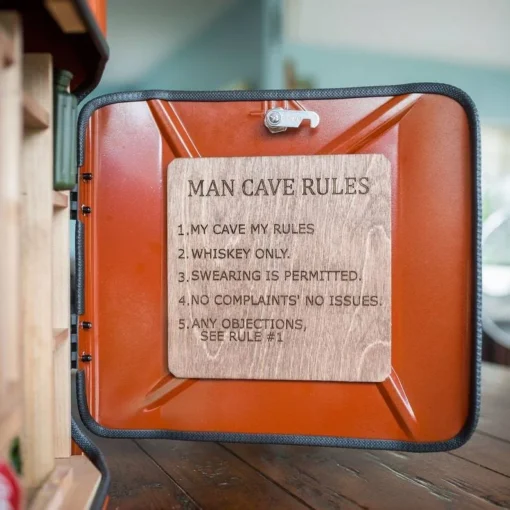 MAN CAVE RULES
1. MY CAVE MY RULES
2. WHISKEY ONLY.
3. SWEARING IS PERMITTED.
4. NO COMPLAINTS' NO ISSUES.
5. ANY OBJECTIONS,
SEE RULE #1